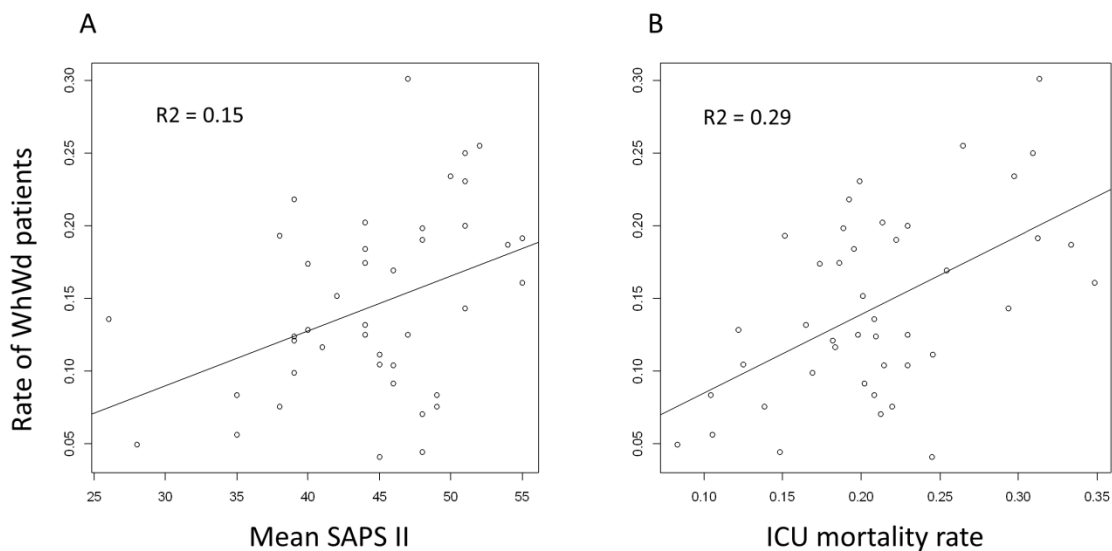 A
B
R2 = 0.15
R2 = 0.29
Rate of WhWd patients
0.30
0.25
0.20
0.15
0.10
0.05
0.30
0.25
0.20
0.15
0.10
0.05
25 30 35 40 45 50 55
0.10 0.15 0.20 0.25 0.30 0.35
Mean SAPS II
ICU mortality rate